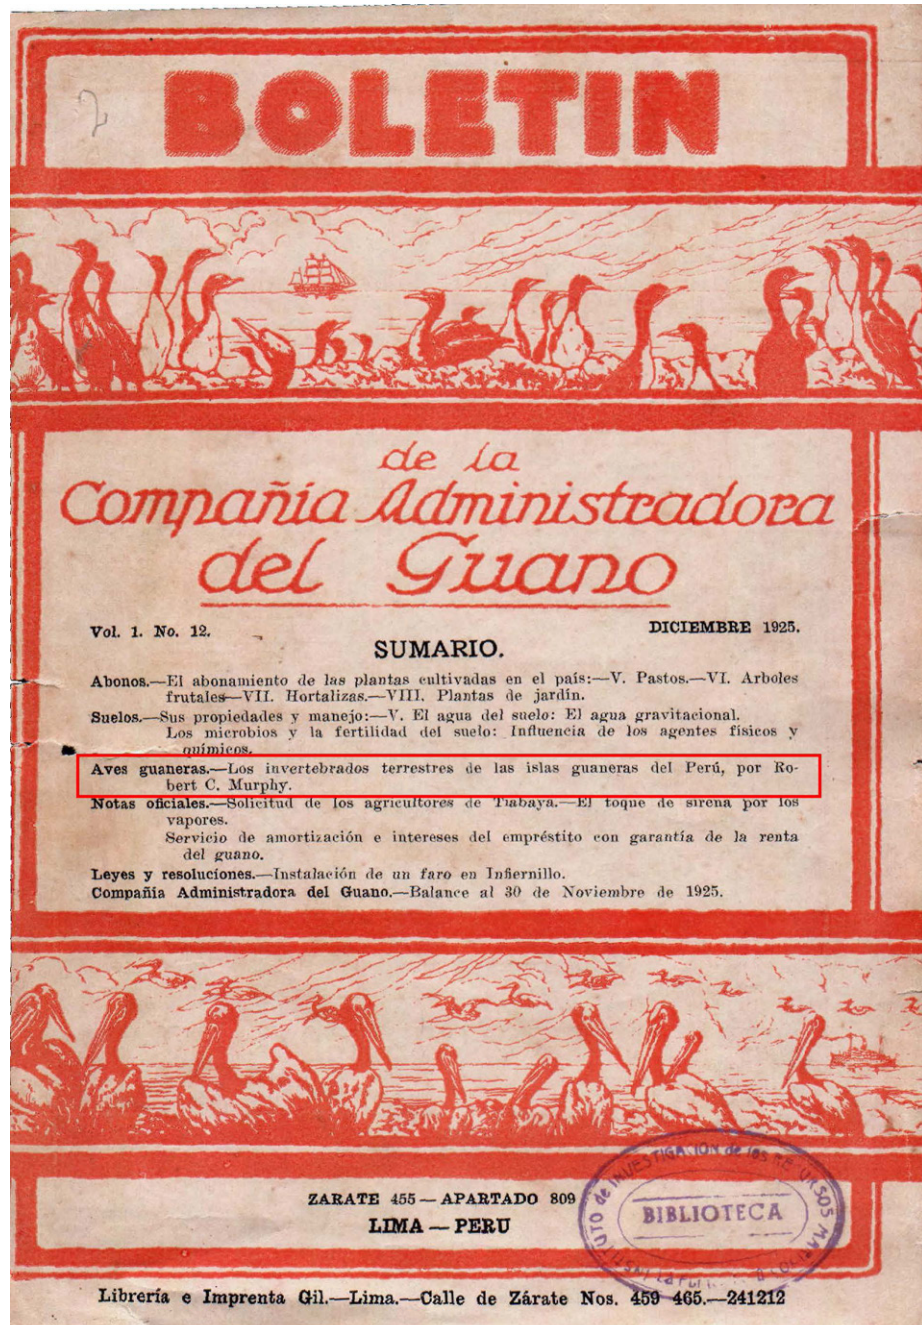 BOLETIN
de la
Compañía Administradora
del Guano
Vol. 1. No. 12.
DICIEMBRE 1925.
SUMARIO.
Abonos.—El abonamiento de las plantas cultivadas en el país:—V. Pastos.—VI. Arboles
frutales—VII. Hortalizas.—VIII. Plantas de jardín.
Suelos.—Sus propiedades y manejo:—V. El agua del suelo: El agua gravitacional.
Los microbios y la fertilidad del suelo: Influencia de los agentes físicos y
químicos.
Aves guaneras.—Los invertebrados terrestres de las islas guaneras del Perú, por Ro-
bert C. Murphy.
Notas oficiales.—Solicitud de los agricultores de Tiabaya.—El toque de sirena por los
vapores.
Servicio de amortización e intereses del empréstito con garantía de la renta
del guano.
Leyes y resoluciones.—Instalación de un faro en Infiernillo.
Compañía Administradora del Guano.—Balance al 30 de Noviembre de 1925.
ZARATE 455 — APARTADO 809
LIMA — PERU
INSTITUTO de INVESTIGACION de los RECURSOS
BIBLIOTECA
Librería e Imprenta Gil.—Lima.—Calle de Zárate Nos. 459 465.—241212